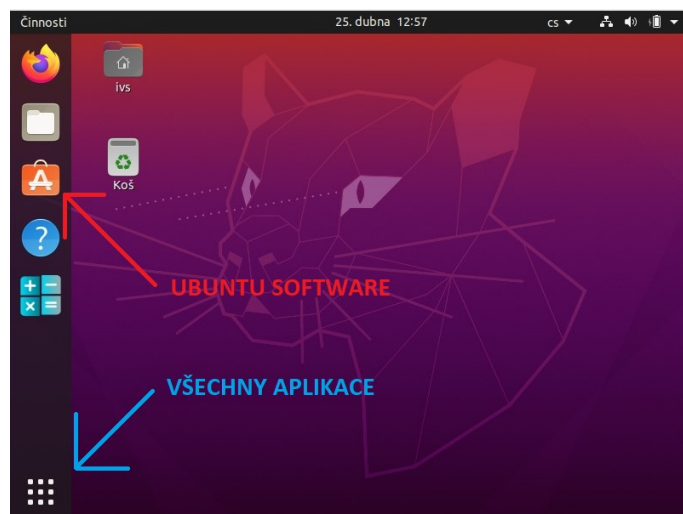 Činnosti 25. dubna 12:57 cs
ivs
Koš
UBUNTU SOFTWARE
VŠECHNY APLIKACE